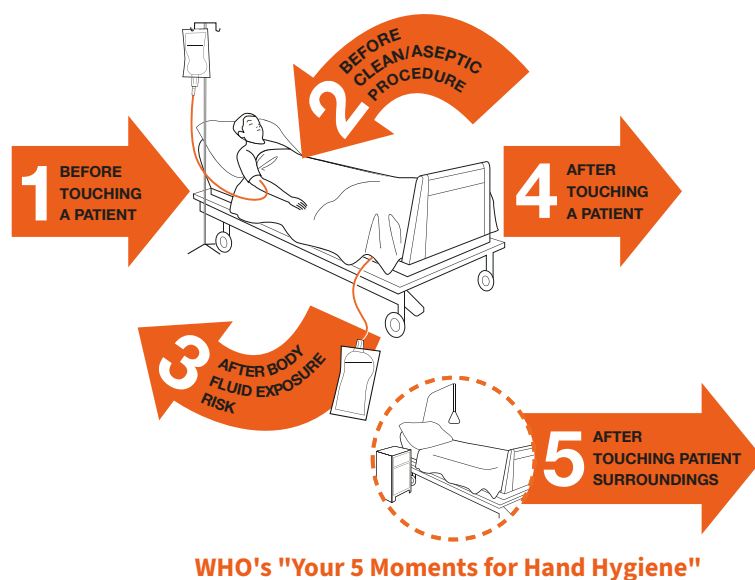 1 BEFORE
TOUCHING
A PATIENT
2 BEFORE
CLEAN/ASEPTIC
PROCEDURE
3 AFTER BODY
FLUID EXPOSURE
RISK
4 AFTER
TOUCHING
A PATIENT
5 AFTER
TOUCHING PATIENT
SURROUNDINGS
WHO's "Your 5 Moments for Hand Hygiene"